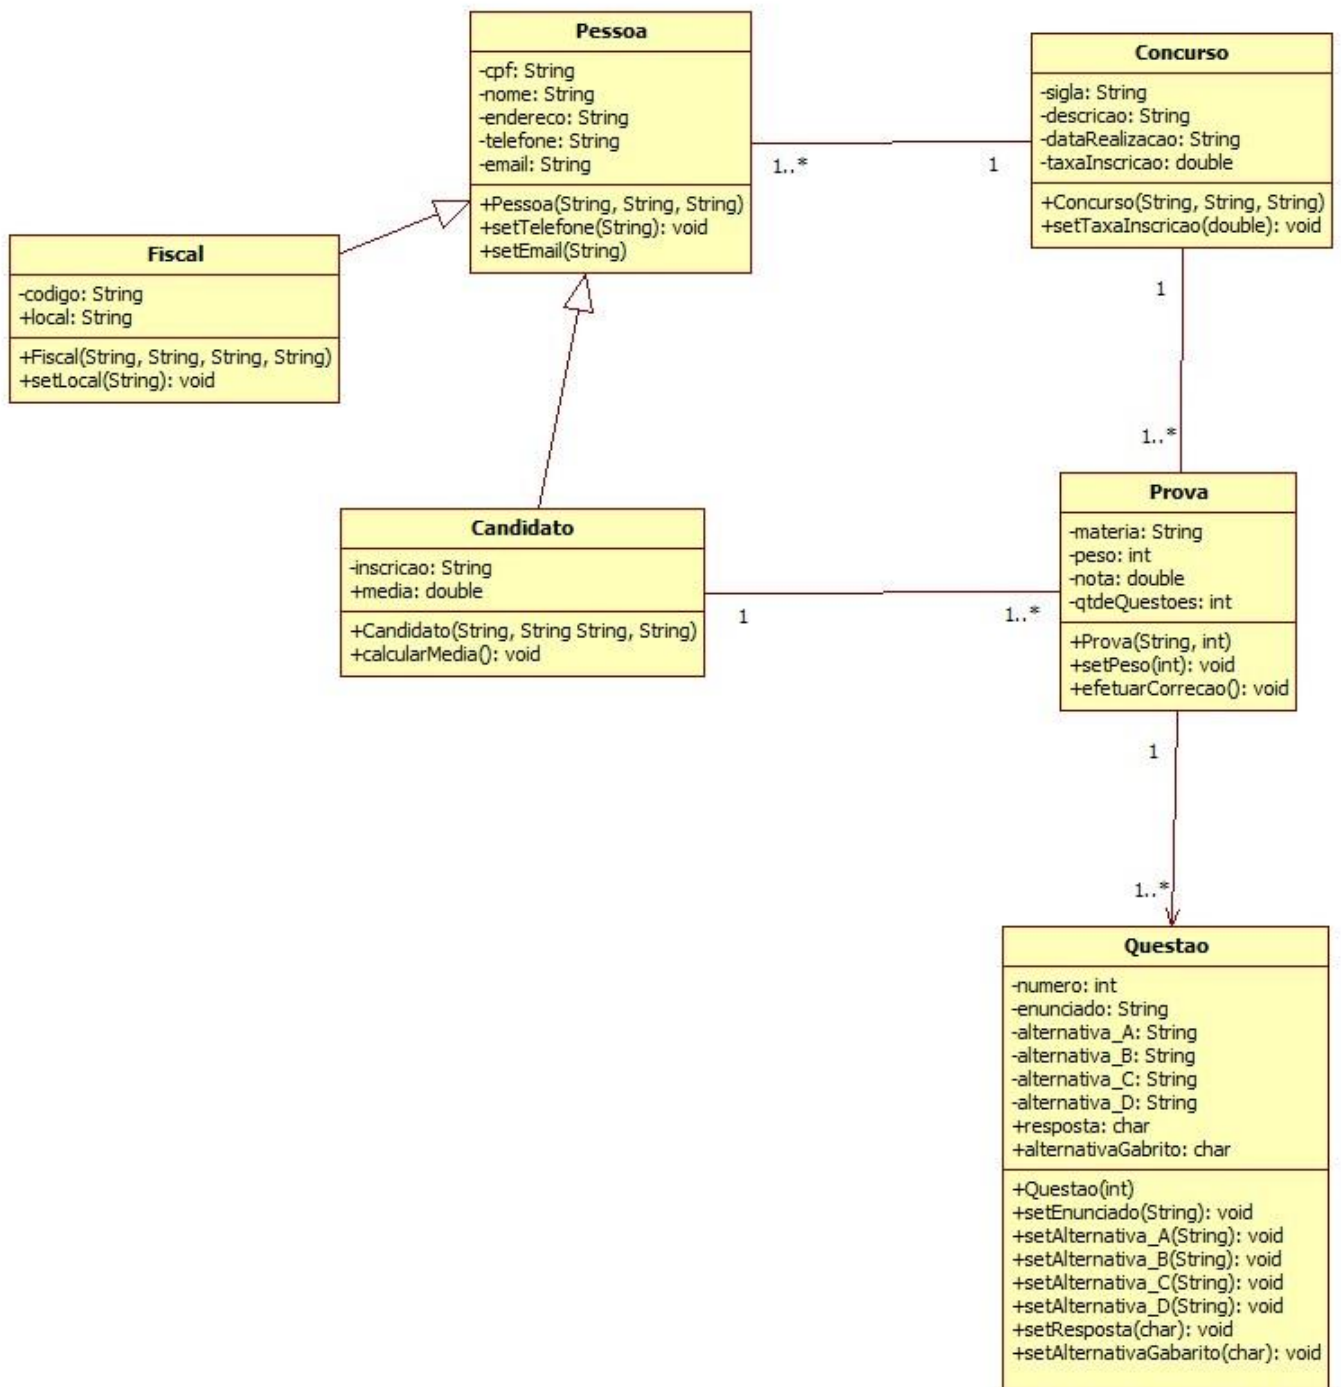 Pessoa
-cpf: String
-nome: String
-endereco: String
-telefone: String
-email: String
+Pessoa(String, String, String)
+setTelefone(String): void
+setEmail(String)
1..*
1
Concurso
-sigla: String
-descricao: String
-dataRealizacao: String
-taxaInscricao: double
+Concurso(String, String, String)
+setTaxaInscricao(double): void
1
1..*
Fiscal
-codigo: String
+local: String
+Fiscal(String, String, String, String)
+setLocal(String): void
Candidato
-inscricao: String
+media: double
+Candidato(String, String String, String)
+calcularMedia(): void
1
1..*
Prova
-materia: String
-peso: int
-nota: double
-qtdeQuestoes: int
+Prova(String, int)
+setPeso(int): void
+efetuarCorrecao(): void
1
1..*
Questao
-numero: int
-enunciado: String
-alternativa_A: String
-alternativa_B: String
-alternativa_C: String
-alternativa_D: String
+resposta: char
+alternativaGabrito: char
+Questao(int)
+setEnunciado(String): void
+setAlternativa_A(String): void
+setAlternativa_B(String): void
+setAlternativa_C(String): void
+setAlternativa_D(String): void
+setResposta(char): void
+setAlternativaGabarito(char): void